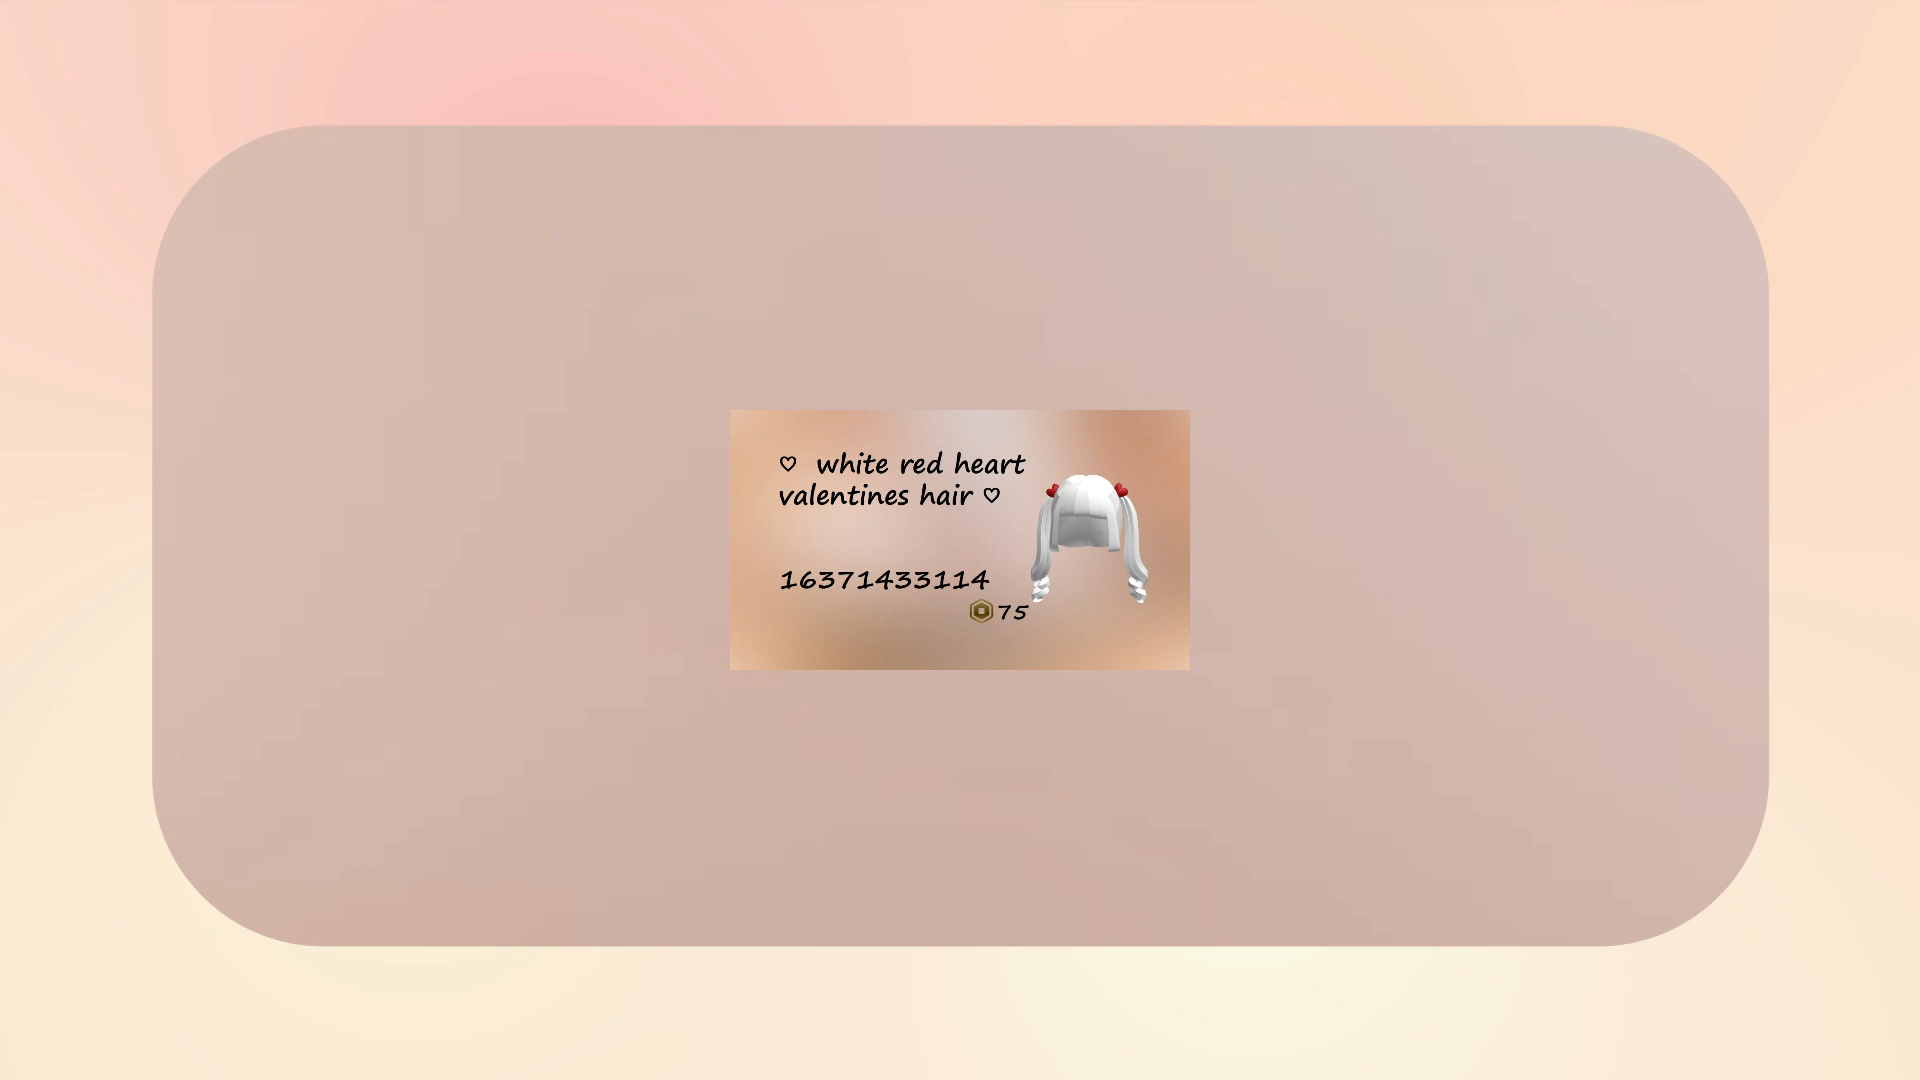 ♡ white red heart
valentines hair ♡
16371433114
75